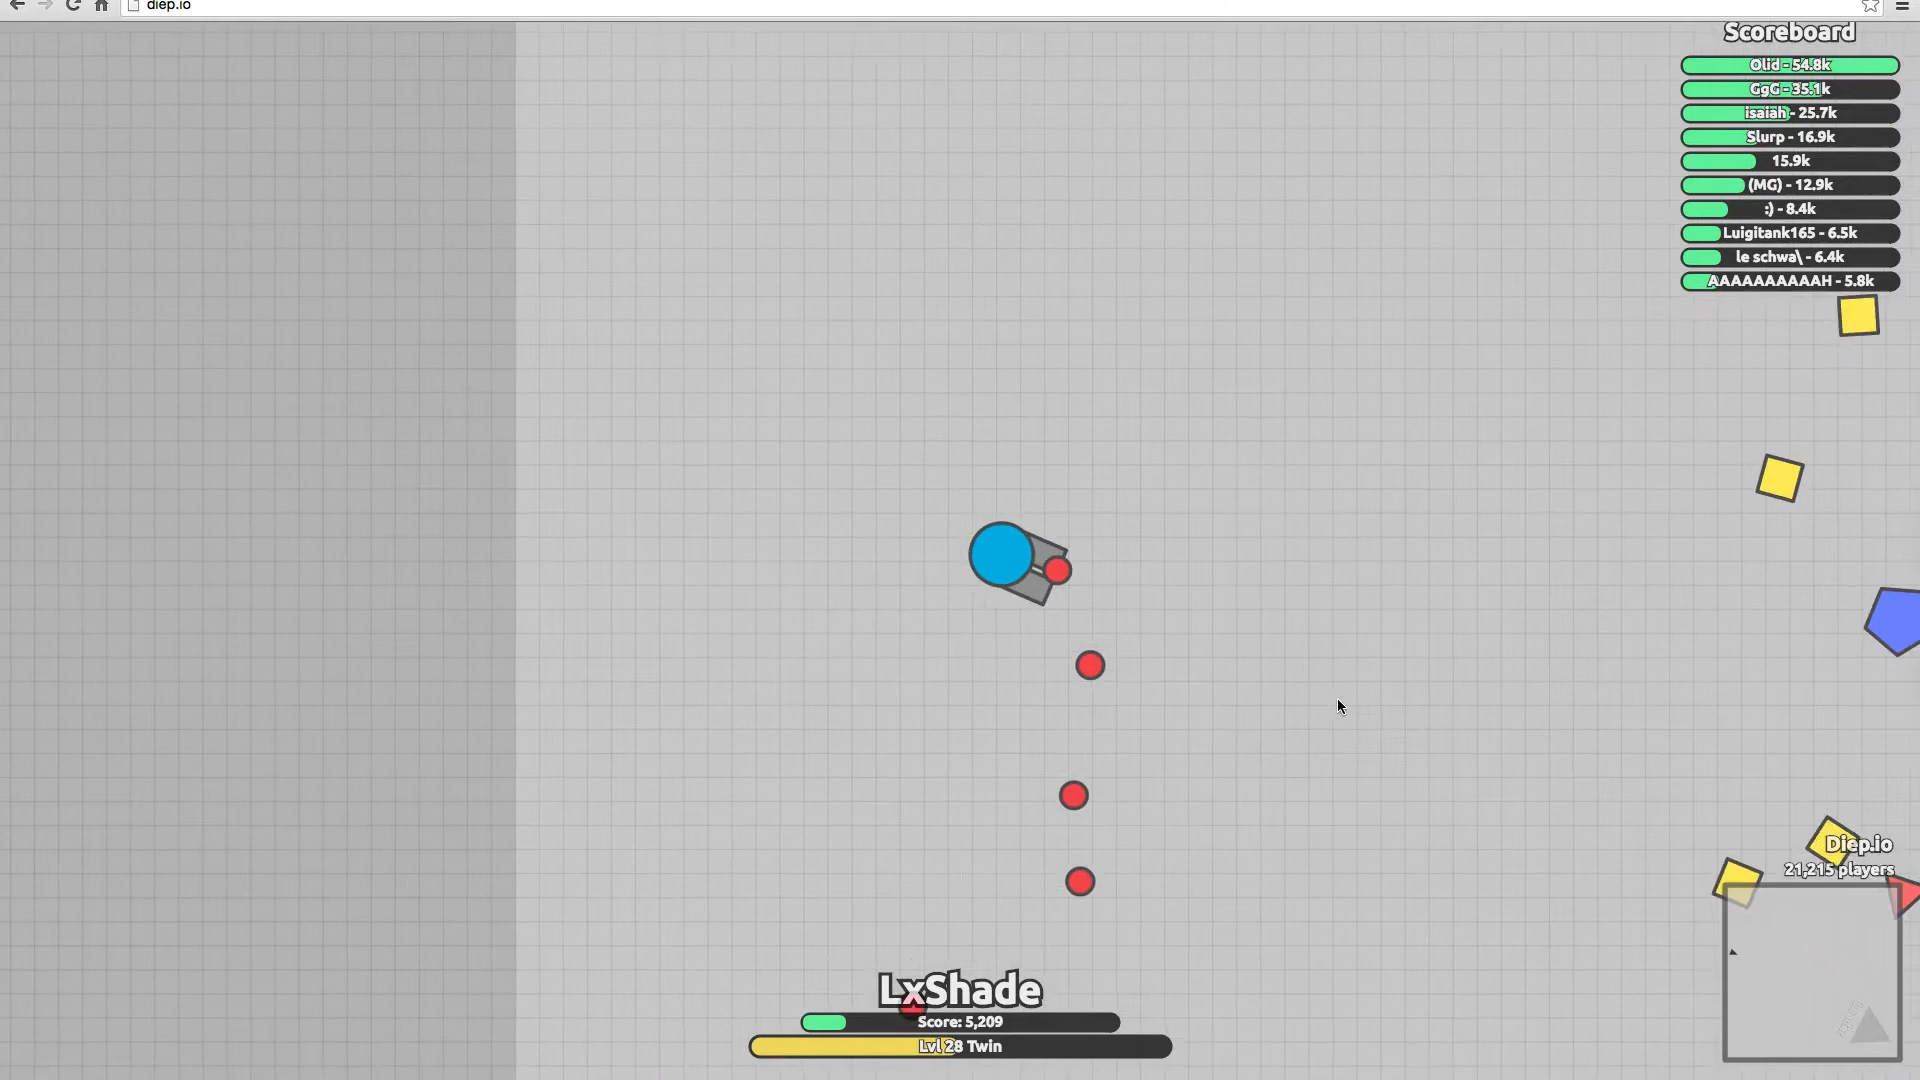 diep.io
Scoreboard
Olid - 54.8k
GgG - 35.1k
isaiah - 25.7k
Slurp - 16.9k
15.9k
(MG) - 12.9k
:) - 8.4k
Luigitank165 - 6.5k
le schwa\ - 6.4k
AAAAAAAAAAH - 5.8k
Diep.io
21,215 players
LxShade
Score: 5,209
Lvl 28 Twin